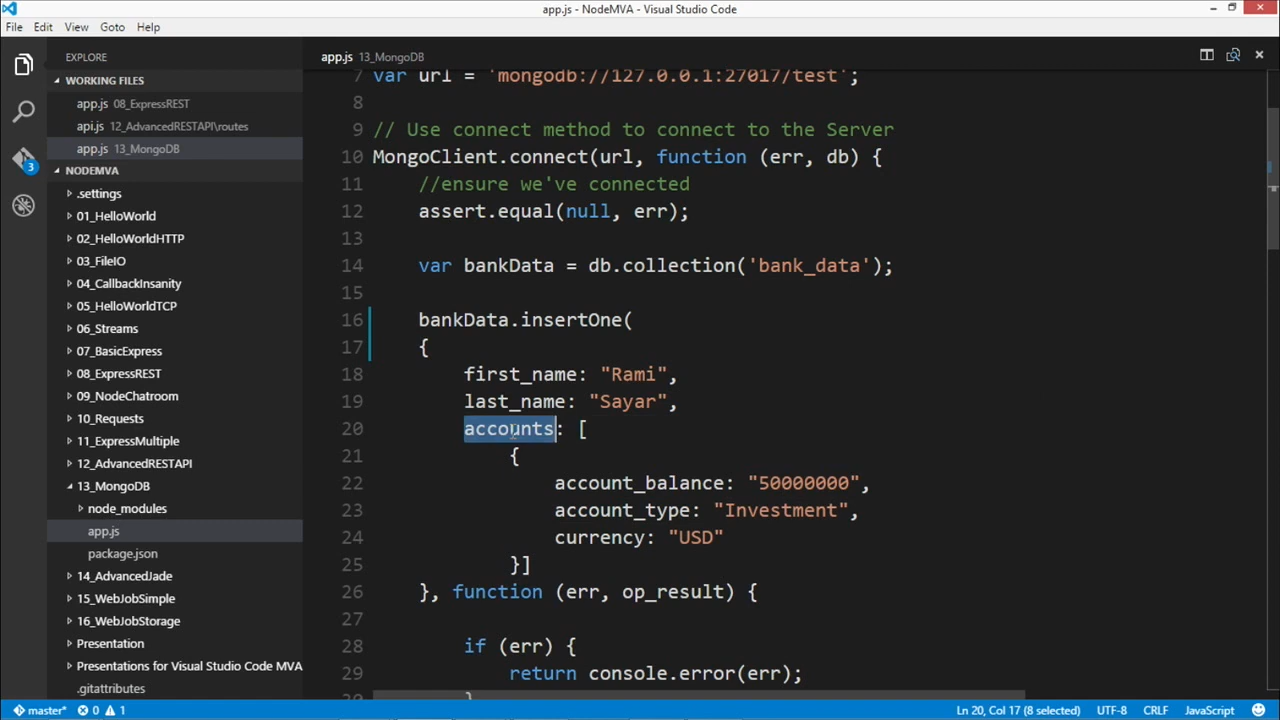 app.js - NodeMVA - Visual Studio Code
File Edit View Goto Help
EXPLORE
WORKING FILES
app.js 08_ExpressREST
api.js 12_AdvancedRESTAPI\routes
app.js 13_MongoDB
NODEMVA
.settings
01_HelloWorld
02_HelloWorldHTTP
03_FileIO
04_CallbackInsanity
05_HelloWorldTCP
06_Streams
07_BasicExpress
08_ExpressREST
09_NodeChatroom
10_Requests
11_ExpressMultiple
12_AdvancedRESTAPI
13_MongoDB
node_modules
app.js
package.json
14_AdvancedJade
15_WebJobSimple
16_WebJobStorage
Presentation
Presentations for Visual Studio Code MVA
.gitattributes
3
app.js 13_MongoDB
7 var url = 'mongodb://127.0.0.1:27017/test';
8
9 // Use connect method to connect to the Server
10 MongoClient.connect(url, function (err, db) {
11 //ensure we've connected
12 assert.equal(null, err);
13
14 var bankData = db.collection('bank_data');
15
16 bankData.insertOne(
17 {
18 first_name: "Rami",
19 last_name: "Sayar",
20 accounts: [
21 {
22 account_balance: "50000000",
23 account_type: "Investment",
24 currency: "USD"
25 }]
26 }, function (err, op_result) {
27
28 if (err) {
29 return console.error(err);
30 }
master* 0 1 Ln 20, Col 17 (8 selected) UTF-8 CRLF JavaScript